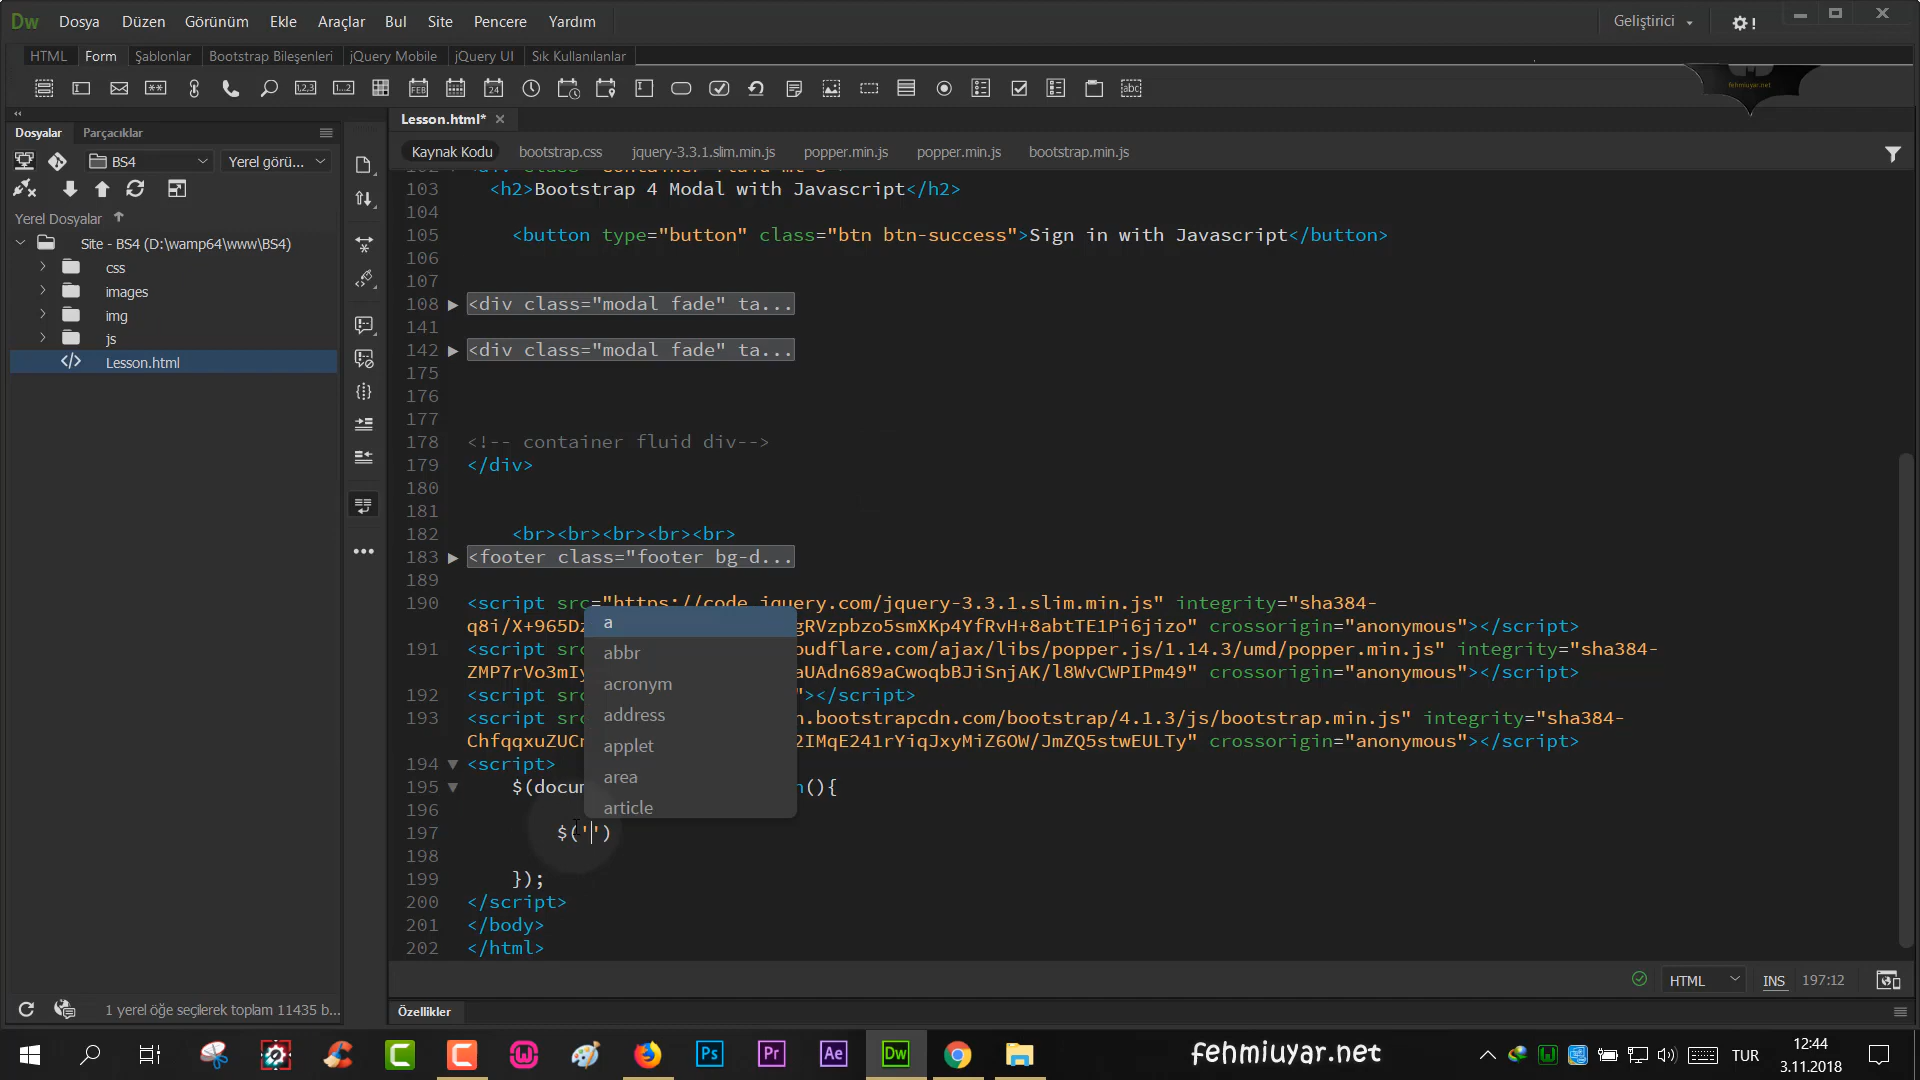 Dw Dosya Düzen Görünüm Ekle Araçlar Bul Site Pencere Yardım Geliştirici
HTML Form Şablonlar Bootstrap Bileşenleri jQuery Mobile jQuery UI Sık Kullanılanlar
fehmiuyar.net
Dosyalar Parçacıklar
Lesson.html*
BS4 Yerel görü...
Kaynak Kodu bootstrap.css jquery-3.3.1.slim.min.js popper.min.js popper.min.js bootstrap.min.js
Yerel Dosyalar
Site - BS4 (D:\wamp64\www\BS4)
css
images
img
js
Lesson.html
103 <h2>Bootstrap 4 Modal with Javascript</h2>
104
105 <button type="button" class="btn btn-success">Sign in with Javascript</button>
106
107
108 <div class="modal fade" ta...
141
142 <div class="modal fade" ta...
175
176
177
178 <!-- container fluid div-->
179 </div>
180
181
182 <br><br><br><br><br>
183 <footer class="footer bg-d...
189
190 <script src="https://code.jquery.com/jquery-3.3.1.slim.min.js" integrity="sha384-
q8i/X+965Dz gRVzpbzo5smXKp4YfRvH+8abtTE1Pi6jizo" crossorigin="anonymous"></script>
191 <script src oudflare.com/ajax/libs/popper.js/1.14.3/umd/popper.min.js" integrity="sha384-
ZMP7rVo3mIy aUAdn689aCwoqbBJiSnjAK/l8WvCWPIPm49" crossorigin="anonymous"></script>
192 <script src "></script>
193 <script src n.bootstrapcdn.com/bootstrap/4.1.3/js/bootstrap.min.js" integrity="sha384-
ChfqqxuZUCn 2IMqE241rYiqJxyMiZ6OW/JmZQ5stwEULTy" crossorigin="anonymous"></script>
194 <script>
195 $(docum n(){
196
197 $('')
198
199 });
200 </script>
201 </body>
202 </html>
a
abbr
acronym
address
applet
area
article
HTML INS 197:12
1 yerel öğe seçilerek toplam 11435 b...
Özellikler
Ps Pr Ae Dw
fehmiuyar.net
TUR
12:44
3.11.2018